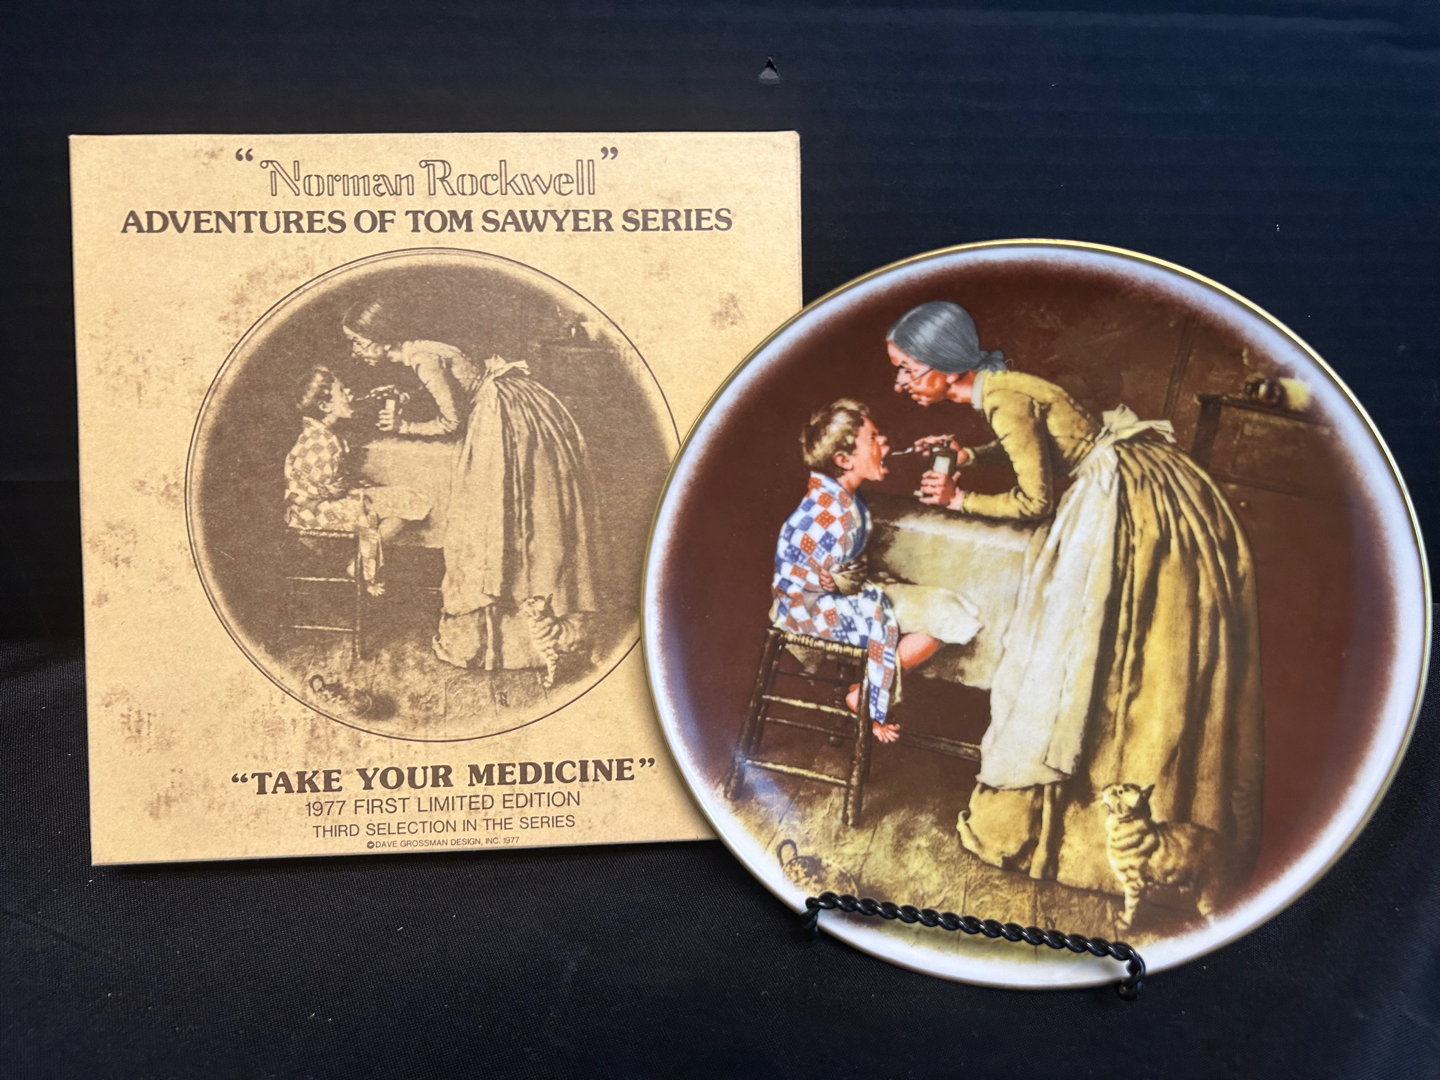 “Norman Rockwell”
ADVENTURES OF TOM SAWYER SERIES
“TAKE YOUR MEDICINE”
1977 FIRST LIMITED EDITION
THIRD SELECTION IN THE SERIES
©DAVE GROSSMAN DESIGN, INC. 1977